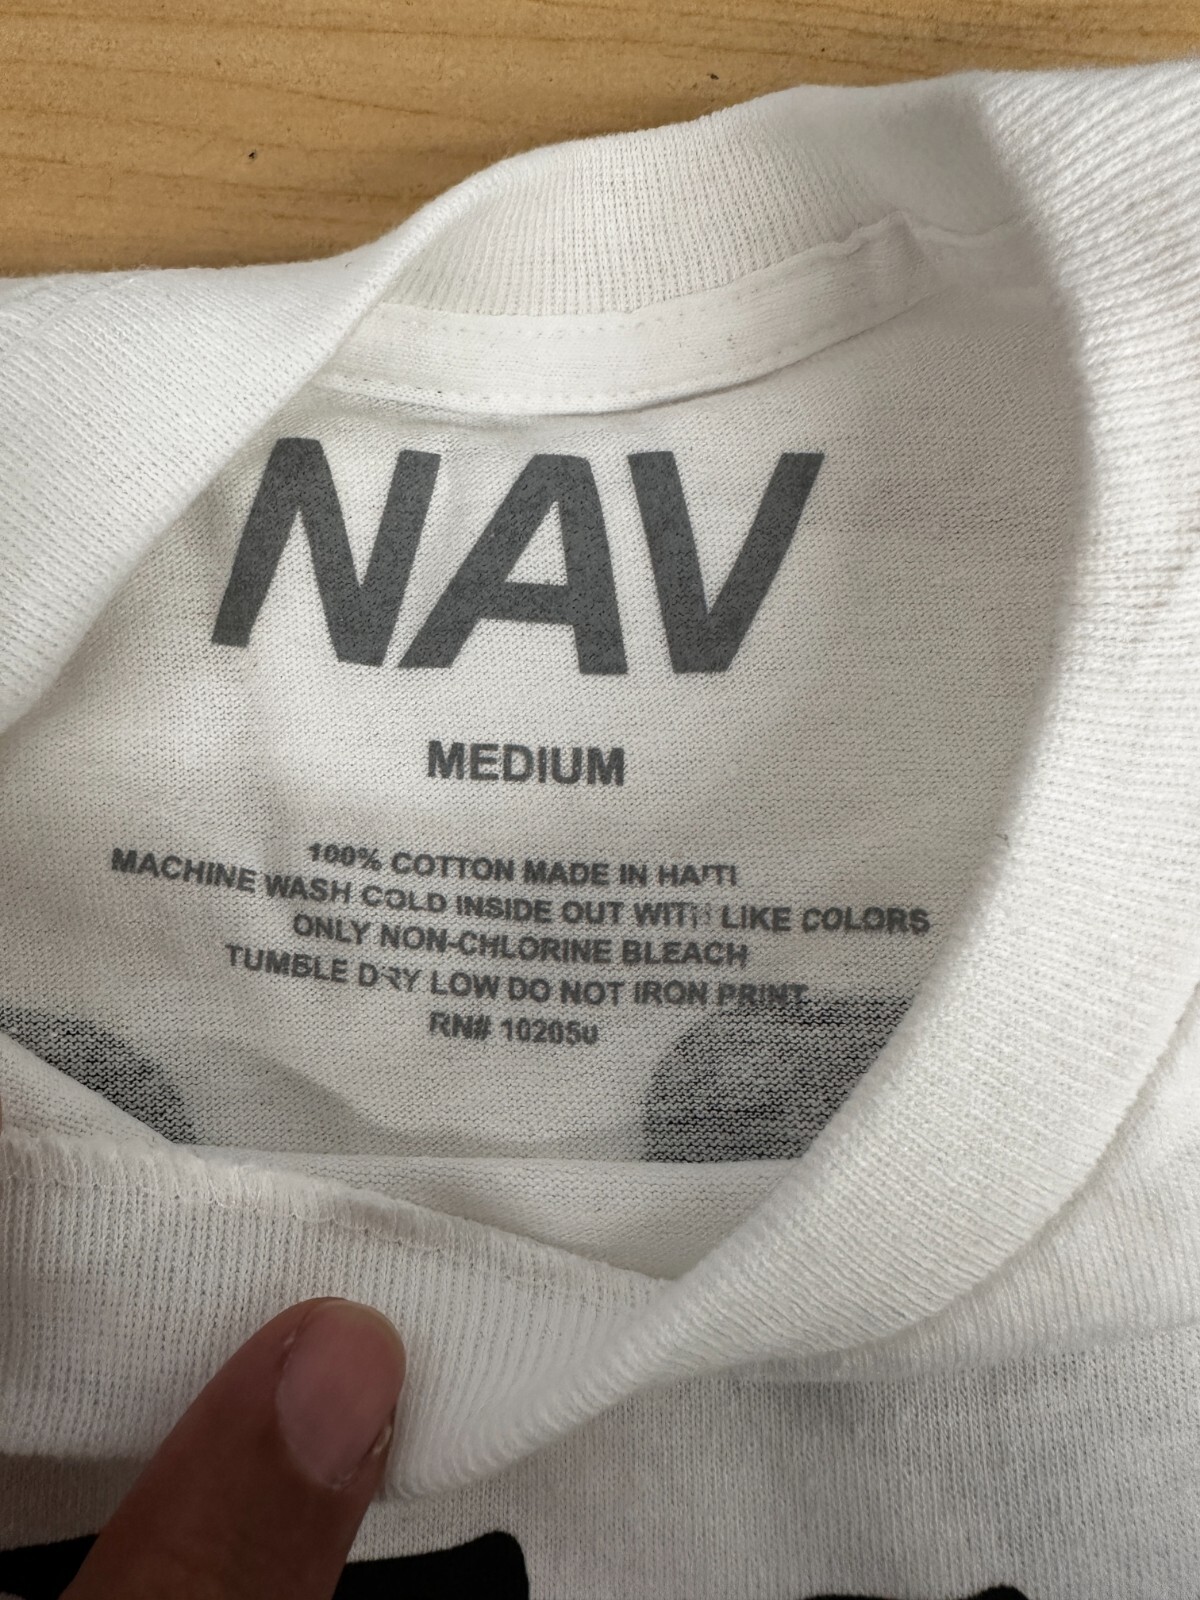 NAV
MEDIUM
100% COTTON MADE IN HAITI
MACHINE WASH COLD INSIDE OUT WITH LIKE COLORS
ONLY NON-CHLORINE BLEACH
TUMBLE DRY LOW DO NOT IRON PRINT
RN#